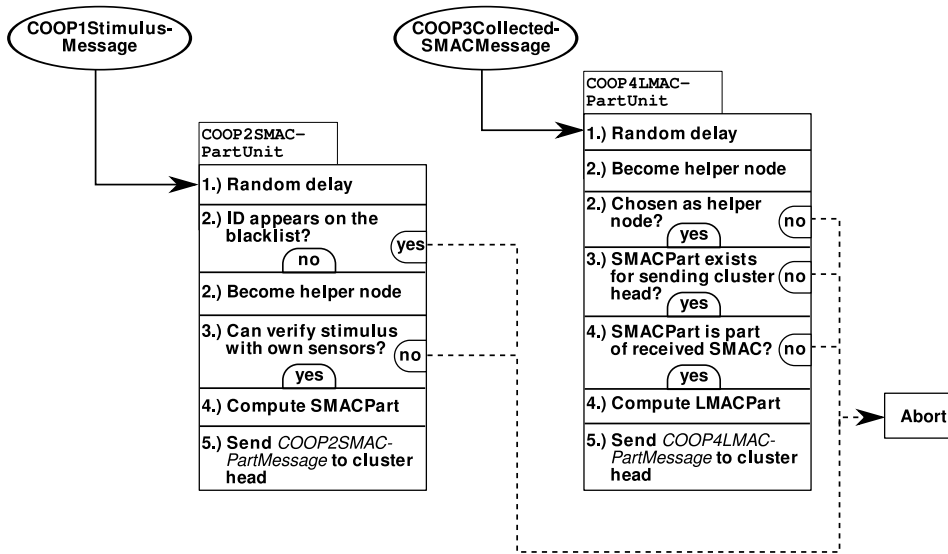 COOP1Stimulus-
Message
COOP2SMAC–
PartUnit
1.) Random delay
2.) ID appears on the
blacklist?
yes
no
2.) Become helper node
3.) Can verify stimulus
with own sensors?
no
yes
4.) Compute SMACPart
5.) Send COOP2SMAC-
PartMessage to cluster
head
COOP3Collected-
SMACMessage
COOP4LMAC–
PartUnit
1.) Random delay
2.) Become helper node
2.) Chosen as helper
node?
no
yes
3.) SMACPart exists
for sending cluster
head?
no
yes
4.) SMACPart is part
of received SMAC?
no
yes
4.) Compute LMACPart
5.) Send COOP4LMAC-
PartMessage to cluster
head
Abort